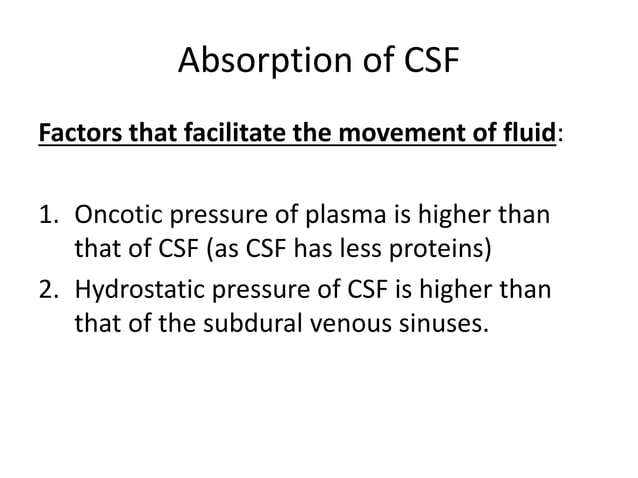 Absorption of CSF
Factors that facilitate the movement of fluid:
1. Oncotic pressure of plasma is higher than
that of CSF (as CSF has less proteins)
2. Hydrostatic pressure of CSF is higher than
that of the subdural venous sinuses.